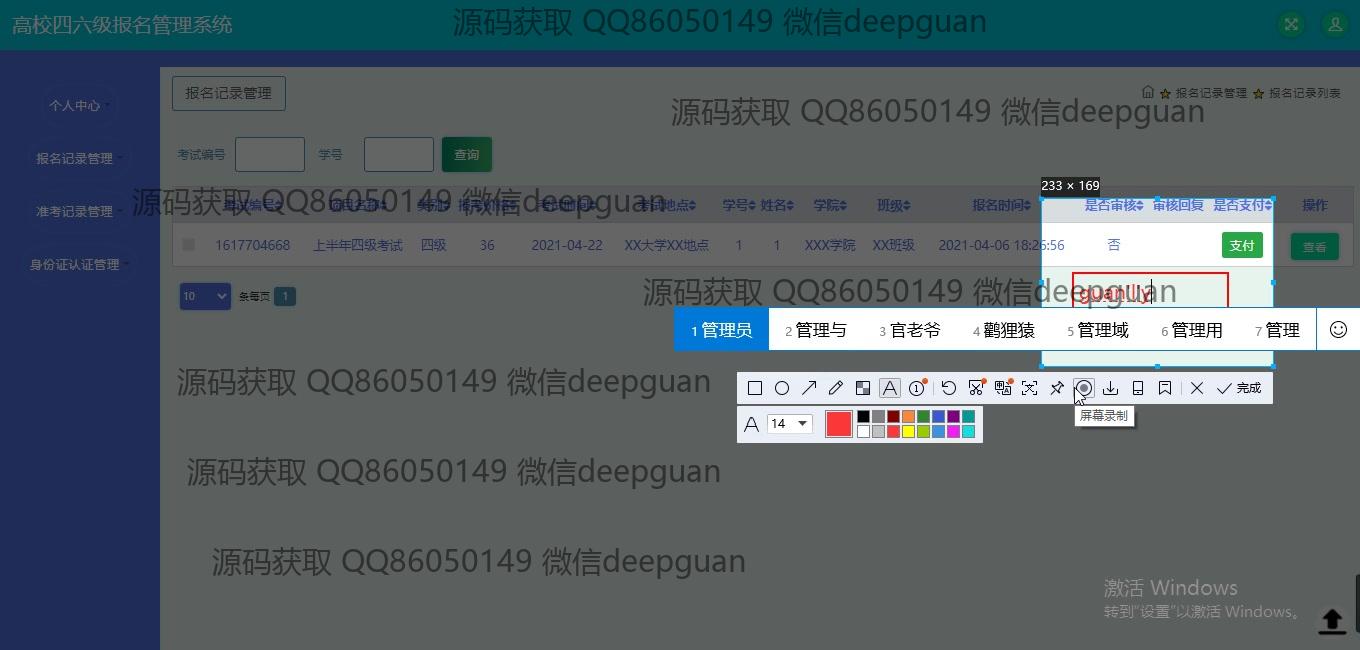 高校四六级报名管理系统
源码获取 QQ86050149 微信deepguan
个人中心
报名记录管理
准考记录管理
身份证认证管理
报名记录管理
报名记录管理 报名记录列表
源码获取 QQ86050149 微信deepguan
考试编号 学号 查询
233 × 169
源码获取 QQ86050149 微信deepguan
考试编号 项目名称 类别 考试时间 考试地点 学号 姓名 学院 班级 报名时间 是否审核 审核回复 是否支付 操作
1617704668 上半年四级考试 四级 36 2021-04-22 XX大学XX地点 1 1 XXX学院 XX班级 2021-04-06 18:26:56 否 支付 查看
10 条每页 1
源码获取 QQ86050149 微信deepguan
1 管理员 2 管理与 3 官老爷 4 鹳狸猿 5 管理域 6 管理用 7 管理
完成
屏幕录制
A 14
源码获取 QQ86050149 微信deepguan
源码获取 QQ86050149 微信deepguan
源码获取 QQ86050149 微信deepguan
激活 Windows
转到"设置"以激活 Windows。